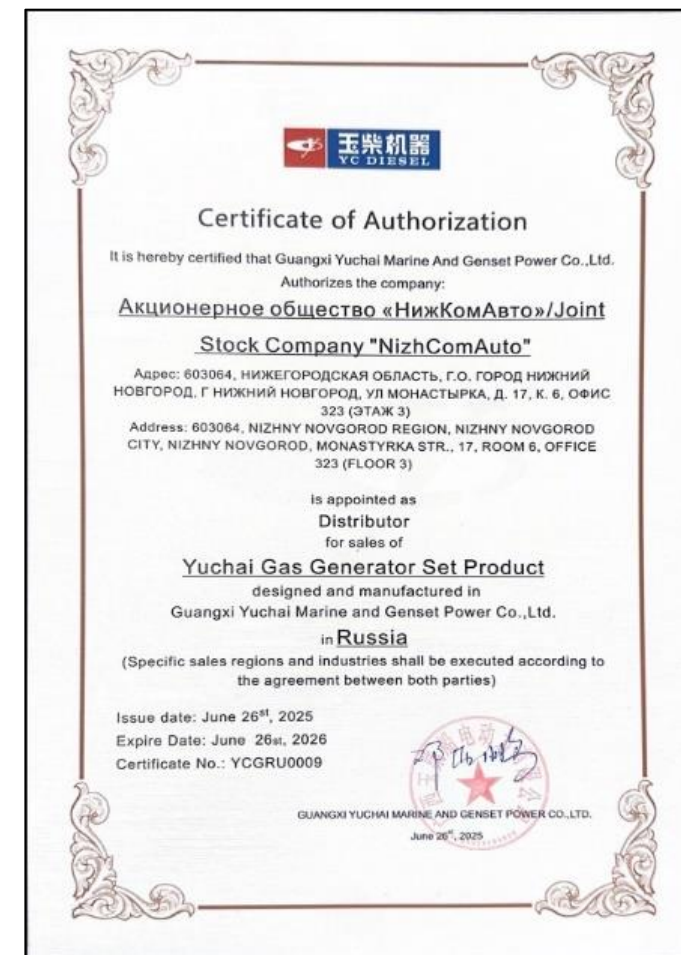 玉柴机器
YC DIESEL
Certificate of Authorization
It is hereby certified that Guangxi Yuchai Marine And Genset Power Co.,Ltd.
Authorizes the company:
Акционерное общество «НижКомАвто»/Joint
Stock Company "NizhComAuto"
Адрес: 603064, НИЖЕГОРОДСКАЯ ОБЛАСТЬ, Г.О. ГОРОД НИЖНИЙ
НОВГОРОД, Г НИЖНИЙ НОВГОРОД, УЛ МОНАСТЫРКА, Д. 17, К. 6, ОФИС
323 (ЭТАЖ 3)
Address: 603064, NIZHNY NOVGOROD REGION, NIZHNY NOVGOROD
CITY, NIZHNY NOVGOROD, MONASTYRKA STR., 17, ROOM 6, OFFICE
323 (FLOOR 3)
is appointed as
Distributor
for sales of
Yuchai Gas Generator Set Product
designed and manufactured in
Guangxi Yuchai Marine and Genset Power Co.,Ltd.
in Russia
(Specific sales regions and industries shall be executed according to
the agreement between both parties)
Issue date: June 26st, 2025
Expire Date: June 26st, 2026
Certificate No.: YCGRU0009
GUANGXI YUCHAI MARINE AND GENSET POWER CO.,LTD.
June 26st, 2025